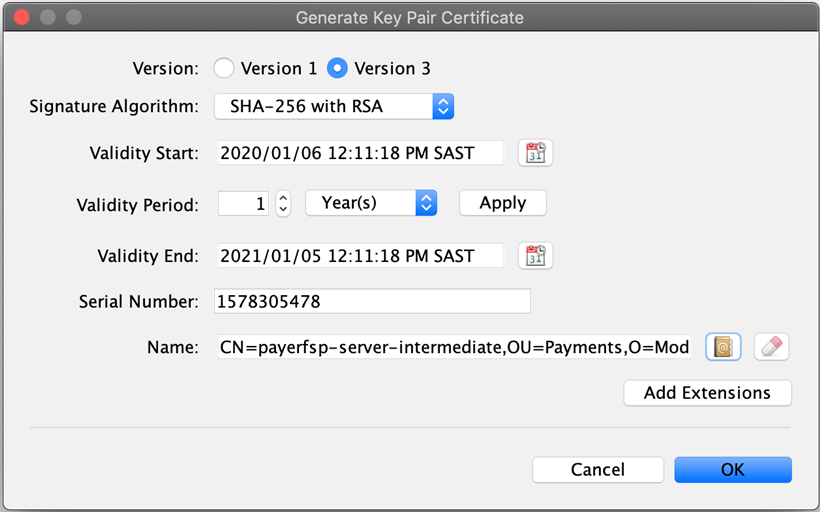 Generate Key Pair Certificate
Version: Version 1 Version 3
Signature Algorithm: SHA-256 with RSA
Validity Start: 2020/01/06 12:11:18 PM SAST
Validity Period: 1 Year(s) Apply
Validity End: 2021/01/05 12:11:18 PM SAST
Serial Number: 1578305478
Name: CN=payerfsp-server-intermediate,OU=Payments,O=Mod
Add Extensions
Cancel OK